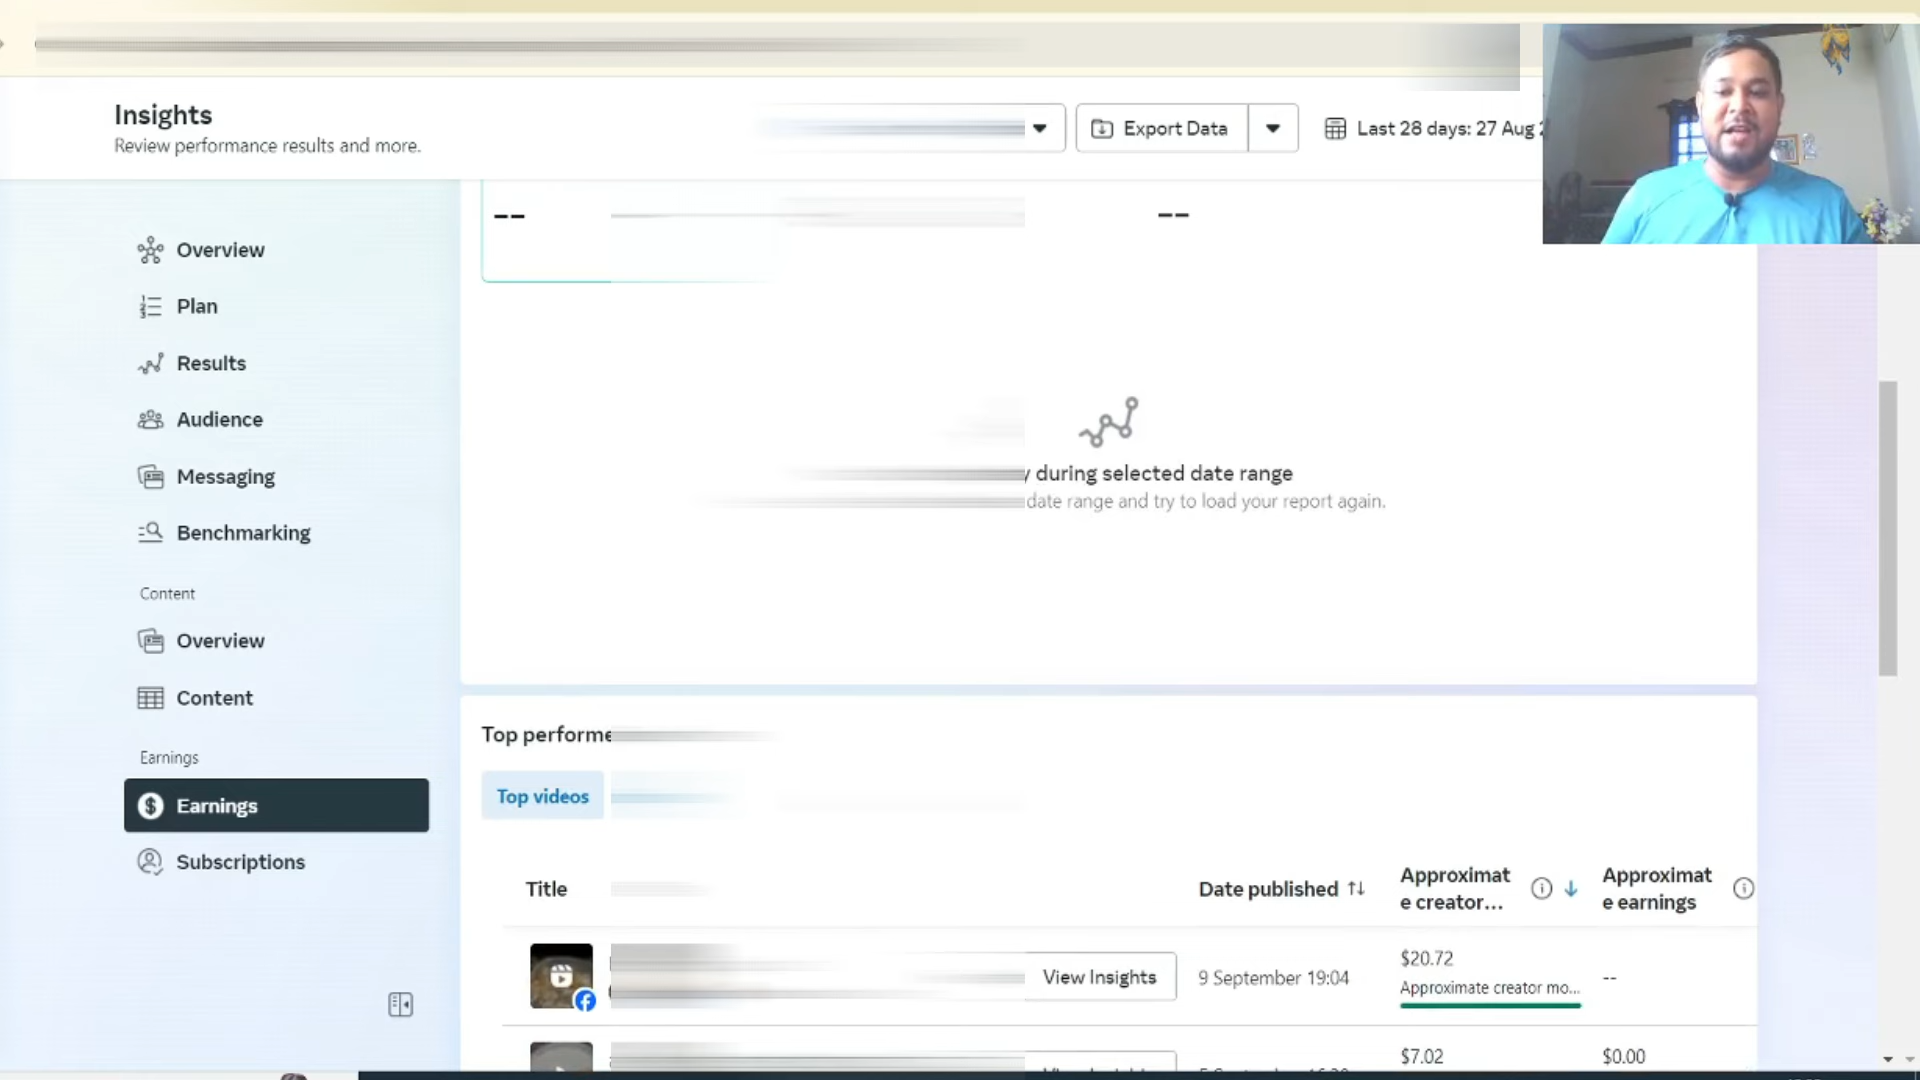 Insights
Review performance results and more.
Export Data
Last 28 days: 27 Aug
Overview
Plan
Results
Audience
Messaging
Benchmarking
Content
Overview
Content
Earnings
Earnings
Subscriptions
--
--
during selected date range
date range and try to load your report again.
Top performe
Top videos
Title
Date published
Approximat
e creator...
Approximat
e earnings
View Insights
9 September 19:04
$20.72
Approximate creator mo...
--
$7.02
$0.00